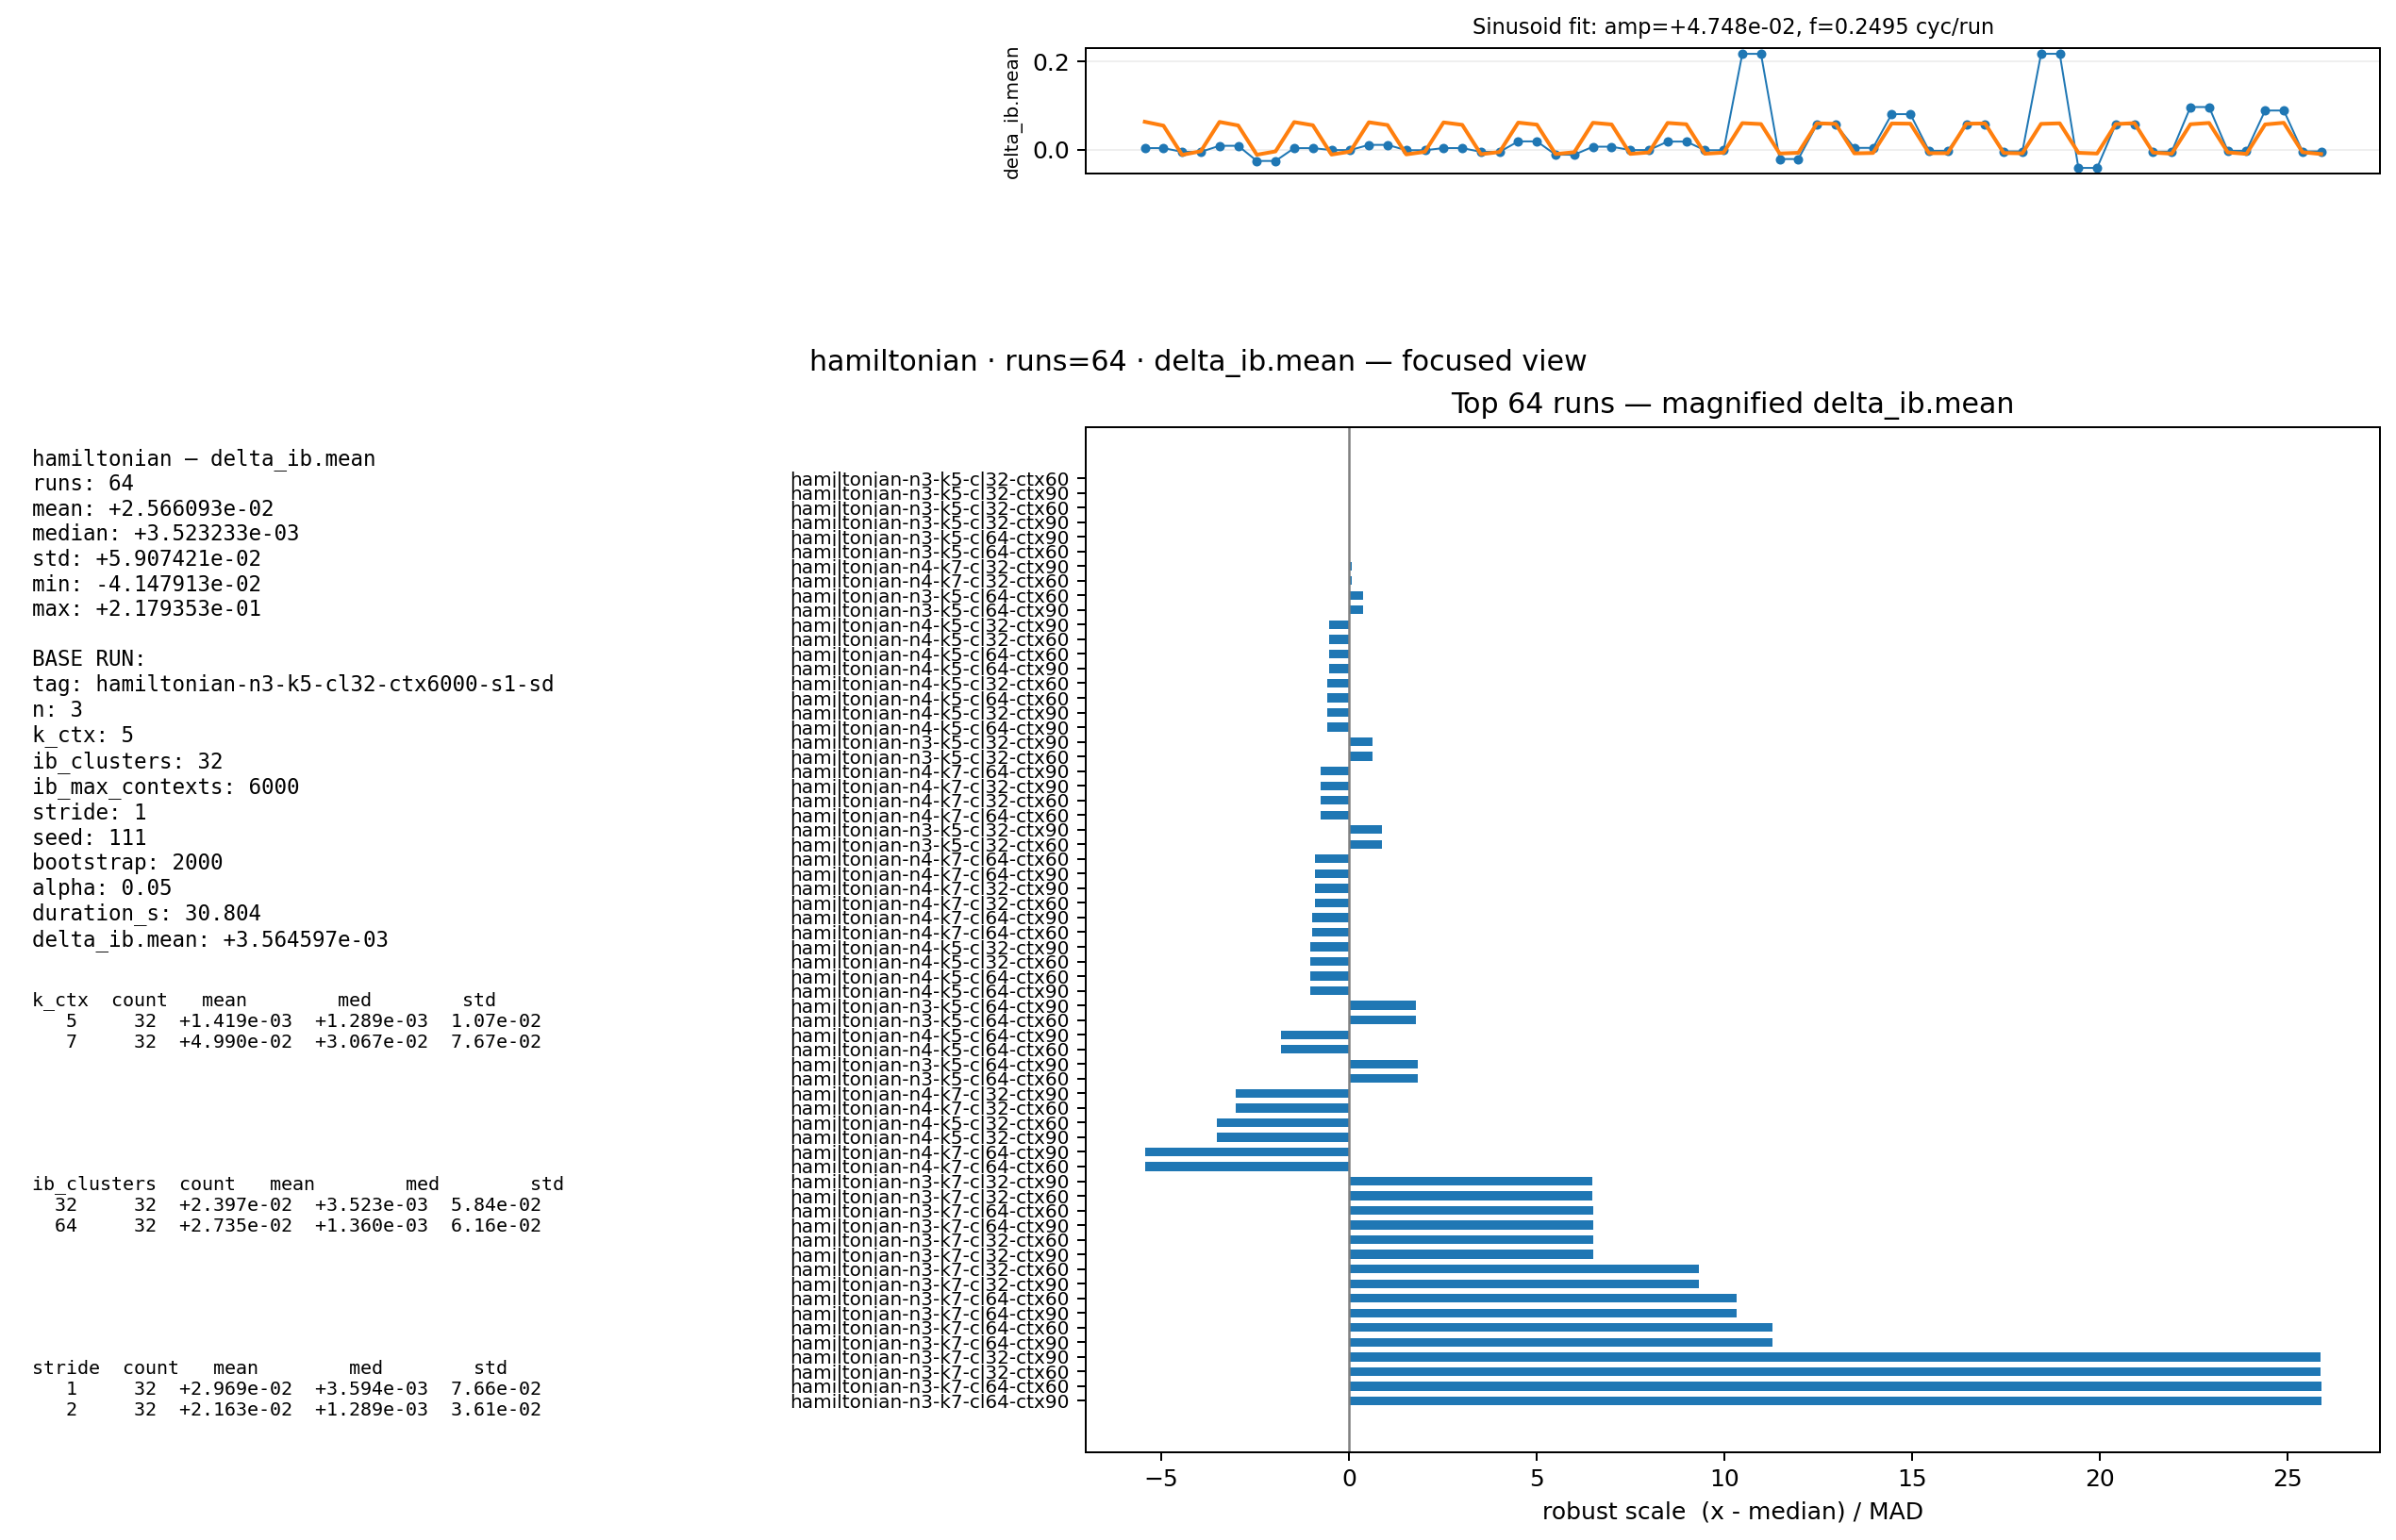 Sinusoid fit: amp=+4.748e-02, f=0.2495 cyc/run
delta_ib.mean
0.2
0.0
hamiltonian · runs=64 · delta_ib.mean — focused view
Top 64 runs — magnified delta_ib.mean
hamiltonian — delta_ib.mean
runs: 64
mean: +2.566093e-02
median: +3.523233e-03
std: +5.907421e-02
min: -4.147913e-02
max: +2.179353e-01
BASE RUN:
tag: hamiltonian-n3-k5-cl32-ctx6000-s1-sd
n: 3
k_ctx: 5
ib_clusters: 32
ib_max_contexts: 6000
stride: 1
seed: 111
bootstrap: 2000
alpha: 0.05
duration_s: 30.804
delta_ib.mean: +3.564597e-03
k_ctx count mean med std
5 32 +1.419e-03 +1.289e-03 1.07e-02
7 32 +4.990e-02 +3.067e-02 7.67e-02
ib_clusters count mean med std
32 32 +2.397e-02 +3.523e-03 5.84e-02
64 32 +2.735e-02 +1.360e-03 6.16e-02
stride count mean med std
1 32 +2.969e-02 +3.594e-03 7.66e-02
2 32 +2.163e-02 +1.289e-03 3.61e-02
hamiltonian-n3-k5-cl32-ctx60
hamiltonian-n3-k5-cl32-ctx90
hamiltonian-n3-k5-cl32-ctx60
hamiltonian-n3-k5-cl32-ctx90
hamiltonian-n3-k5-cl64-ctx90
hamiltonian-n3-k5-cl64-ctx60
hamiltonian-n4-k7-cl32-ctx90
hamiltonian-n4-k7-cl32-ctx60
hamiltonian-n3-k5-cl64-ctx60
hamiltonian-n3-k5-cl64-ctx90
hamiltonian-n4-k5-cl32-ctx90
hamiltonian-n4-k5-cl32-ctx60
hamiltonian-n4-k5-cl64-ctx60
hamiltonian-n4-k5-cl64-ctx90
hamiltonian-n4-k5-cl32-ctx60
hamiltonian-n4-k5-cl64-ctx60
hamiltonian-n4-k5-cl32-ctx90
hamiltonian-n4-k5-cl64-ctx90
hamiltonian-n3-k5-cl32-ctx90
hamiltonian-n3-k5-cl32-ctx60
hamiltonian-n4-k7-cl64-ctx90
hamiltonian-n4-k7-cl32-ctx90
hamiltonian-n4-k7-cl32-ctx60
hamiltonian-n4-k7-cl64-ctx60
hamiltonian-n3-k5-cl32-ctx90
hamiltonian-n3-k5-cl32-ctx60
hamiltonian-n4-k7-cl64-ctx60
hamiltonian-n4-k7-cl64-ctx90
hamiltonian-n4-k7-cl32-ctx90
hamiltonian-n4-k7-cl32-ctx60
hamiltonian-n4-k7-cl64-ctx90
hamiltonian-n4-k7-cl64-ctx60
hamiltonian-n4-k5-cl32-ctx90
hamiltonian-n4-k5-cl32-ctx60
hamiltonian-n4-k5-cl64-ctx60
hamiltonian-n4-k5-cl64-ctx90
hamiltonian-n3-k5-cl64-ctx90
hamiltonian-n3-k5-cl64-ctx60
hamiltonian-n4-k5-cl64-ctx90
hamiltonian-n4-k5-cl64-ctx60
hamiltonian-n3-k5-cl64-ctx90
hamiltonian-n3-k5-cl64-ctx60
hamiltonian-n4-k7-cl32-ctx90
hamiltonian-n4-k7-cl32-ctx60
hamiltonian-n4-k5-cl32-ctx60
hamiltonian-n4-k5-cl32-ctx90
hamiltonian-n4-k7-cl64-ctx90
hamiltonian-n4-k7-cl64-ctx60
hamiltonian-n3-k7-cl32-ctx90
hamiltonian-n3-k7-cl32-ctx60
hamiltonian-n3-k7-cl64-ctx60
hamiltonian-n3-k7-cl64-ctx90
hamiltonian-n3-k7-cl32-ctx60
hamiltonian-n3-k7-cl32-ctx90
hamiltonian-n3-k7-cl32-ctx60
hamiltonian-n3-k7-cl32-ctx90
hamiltonian-n3-k7-cl64-ctx60
hamiltonian-n3-k7-cl64-ctx90
hamiltonian-n3-k7-cl64-ctx60
hamiltonian-n3-k7-cl64-ctx90
hamiltonian-n3-k7-cl32-ctx90
hamiltonian-n3-k7-cl32-ctx60
hamiltonian-n3-k7-cl64-ctx60
hamiltonian-n3-k7-cl64-ctx90
−5 0 5 10 15 20 25
robust scale (x - median) / MAD